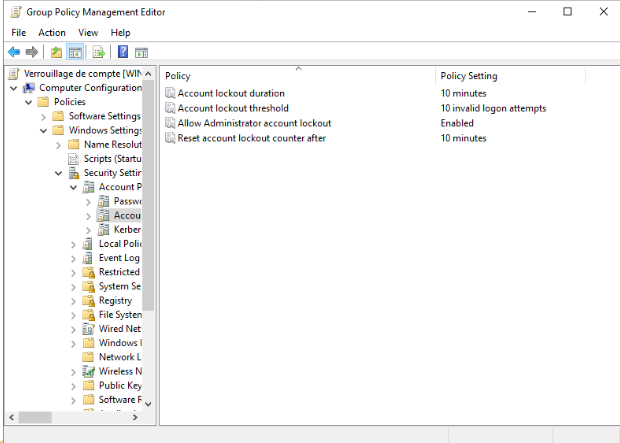 Group Policy Management Editor
File Action View Help
Verrouillage de compte [WIN
Computer Configuration
Policies
Software Settings
Windows Settings
Name Resolut
Scripts (Startu
Security Settin
Account P
Passwo
Accou
Kerber
Local Polic
Event Log
Restricted
System Se
Registry
File System
Wired Net
Windows
Network L
Wireless N
Public Key
Software R
Policy Policy Setting
Account lockout duration 10 minutes
Account lockout threshold 10 invalid logon attempts
Allow Administrator account lockout Enabled
Reset account lockout counter after 10 minutes